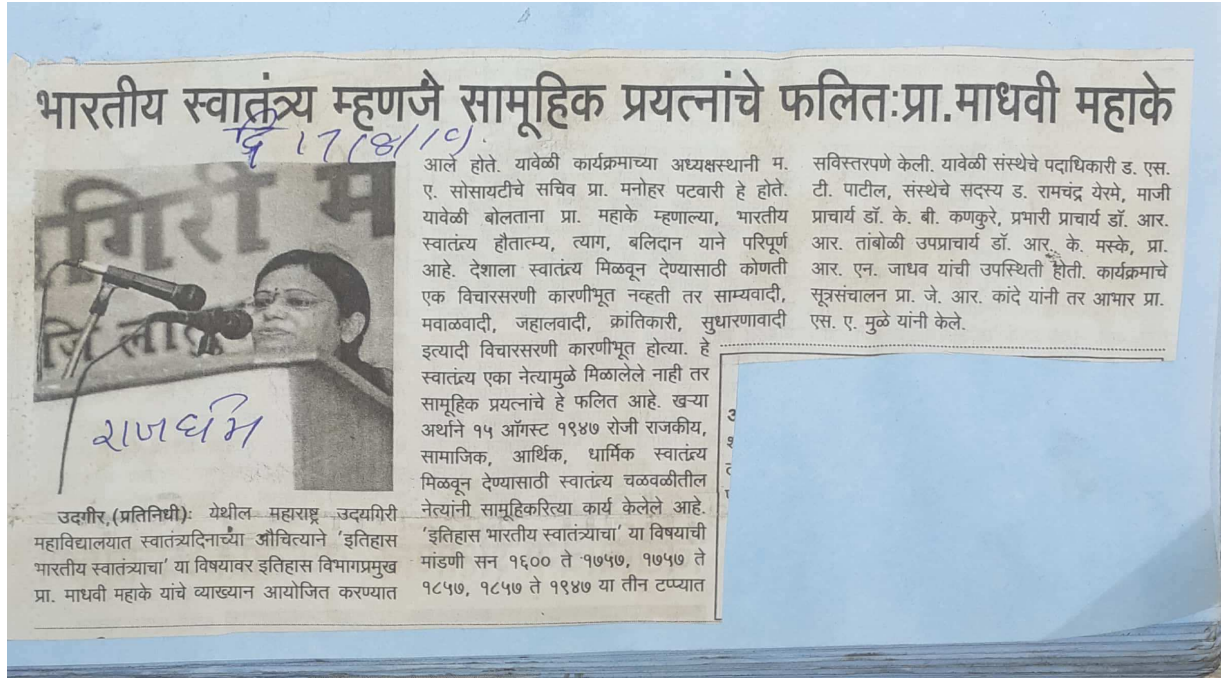 भारतीय स्वातंत्र्य म्हणजे सामूहिक प्रयत्नांचे फलित:प्रा.माधवी महाके
दि 17/8/19
गिरी म
जि लातू
राजधर्म
उदगीर,(प्रतिनिधी): येथील महाराष्ट्र उदयगिरी
महाविद्यालयात स्वातंत्र्यदिनाच्या औचित्याने 'इतिहास
भारतीय स्वातंत्र्याचा' या विषयावर इतिहास विभागप्रमुख
प्रा. माधवी महाके यांचे व्याख्यान आयोजित करण्यात
आले होते. यावेळी कार्यक्रमाच्या अध्यक्षस्थानी म.
ए. सोसायटीचे सचिव प्रा. मनोहर पटवारी हे होते.
यावेळी बोलताना प्रा. महाके म्हणाल्या, भारतीय
स्वातंत्य हौतात्म्य, त्याग, बलिदान याने परिपूर्ण
आहे. देशाला स्वातंत्य मिळवून देण्यासाठी कोणती
एक विचारसरणी कारणीभूत नव्हती तर साम्यवादी,
मवाळवादी, जहालवादी, क्रांतिकारी, सुधारणावादी
इत्यादी विचारसरणी कारणीभूत होत्या. हे
स्वातंत्य एका नेत्यामुळे मिळालेले नाही तर
सामूहिक प्रयत्नांचे हे फलित आहे. खऱ्या
अर्थाने १५ ऑगस्ट १९४७ रोजी राजकीय,
सामाजिक, आर्थिक, धार्मिक स्वातंत्य
मिळवून देण्यासाठी स्वातंत्य चळवळीतील
नेत्यांनी सामूहिकरित्या कार्य केलेले आहे.
'इतिहास भारतीय स्वातंत्र्याचा' या विषयाची
मांडणी सन १६०० ते १७५७, १७५७ ते
१८५७, १८५७ ते १९४७ या तीन टप्प्यात
सविस्तरपणे केली. यावेळी संस्थेचे पदाधिकारी ड. एस.
टी. पाटील, संस्थेचे सदस्य ड. रामचंद्र येरमे, माजी
प्राचार्य डॉ. के. बी. कणकुरे, प्रभारी प्राचार्य डॉ. आर.
आर. तांबोळी उपप्राचार्य डॉ. आर. के. मस्के, प्रा.
आर. एन. जाधव यांची उपस्थिती होती. कार्यक्रमाचे
सूत्रसंचालन प्रा. जे. आर. कांदे यांनी तर आभार प्रा.
एस. ए. मुळे यांनी केले.